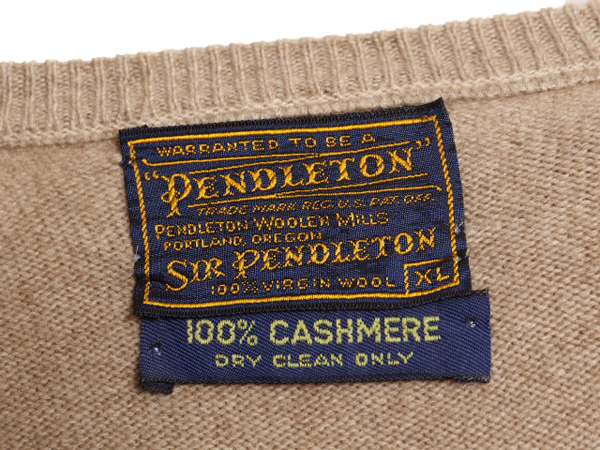 WARRANTED TO BE A
"PENDLETON"
TRADE MARK REG. U.S. PAT. OFF.
PENDLETON WOOLEN MILLS
PORTLAND, OREGON
SIR PENDLETON
100% VIRGIN WOOL XL
100% CASHMERE
DRY CLEAN ONLY